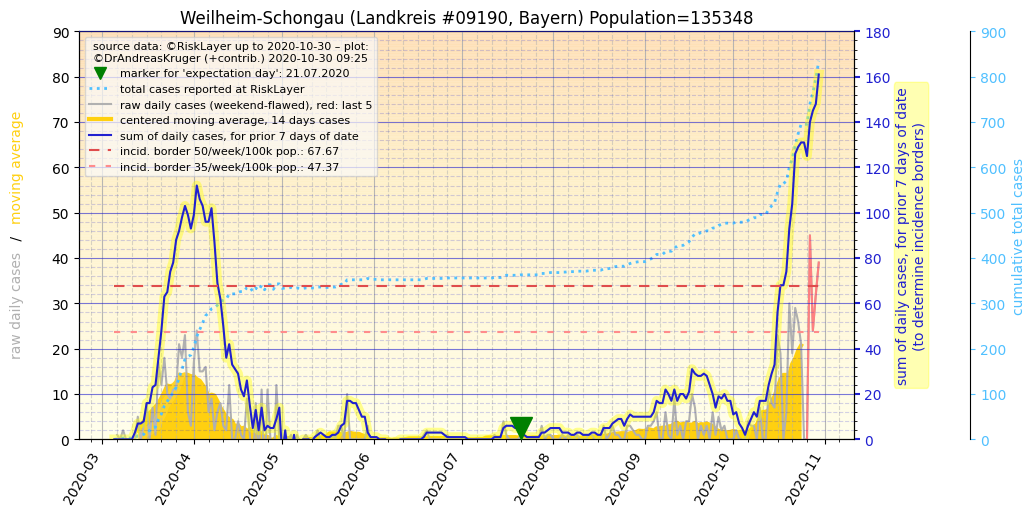 Weilheim-Schongau (Landkreis #09190, Bayern) Population=135348
source data: ©RiskLayer up to 2020-10-30 – plot:
©DrAndreasKruger (+contrib.) 2020-10-30 09:25
marker for 'expectation day': 21.07.2020
total cases reported at RiskLayer
raw daily cases (weekend-flawed), red: last 5
centered moving average, 14 days cases
sum of daily cases, for prior 7 days of date
incid. border 50/week/100k pop.: 67.67
incid. border 35/week/100k pop.: 47.37
raw daily cases / moving average
90
80
70
60
50
40
30
20
10
0
180
160
140
120
100
80
60
40
20
0
sum of daily cases, for prior 7 days of date
(to determine incidence borders)
900
800
700
600
500
400
300
200
100
0
cumulative total cases
2020-03
2020-04
2020-05
2020-06
2020-07
2020-08
2020-09
2020-10
2020-11